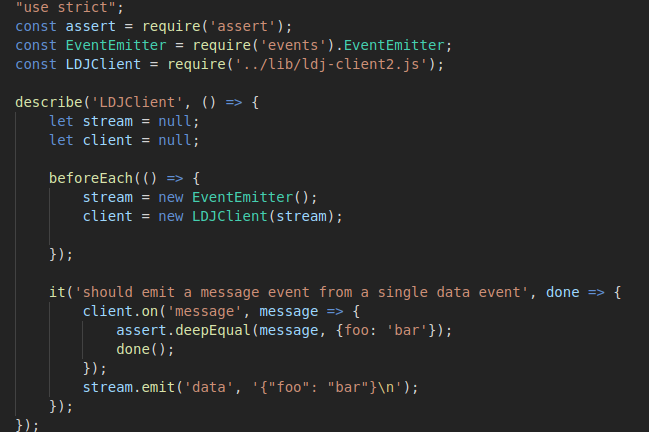 "use strict";
const assert = require('assert');
const EventEmitter = require('events').EventEmitter;
const LDJClient = require('../lib/ldj-client2.js');

describe('LDJClient', () => {
    let stream = null;
    let client = null;

    beforeEach(() => {
        stream = new EventEmitter();
        client = new LDJClient(stream);

    });

    it('should emit a message event from a single data event', done => {
        client.on('message', message => {
            assert.deepEqual(message, {foo: 'bar'});
            done();
        });
        stream.emit('data', '{"foo": "bar"}\n');
    });
});